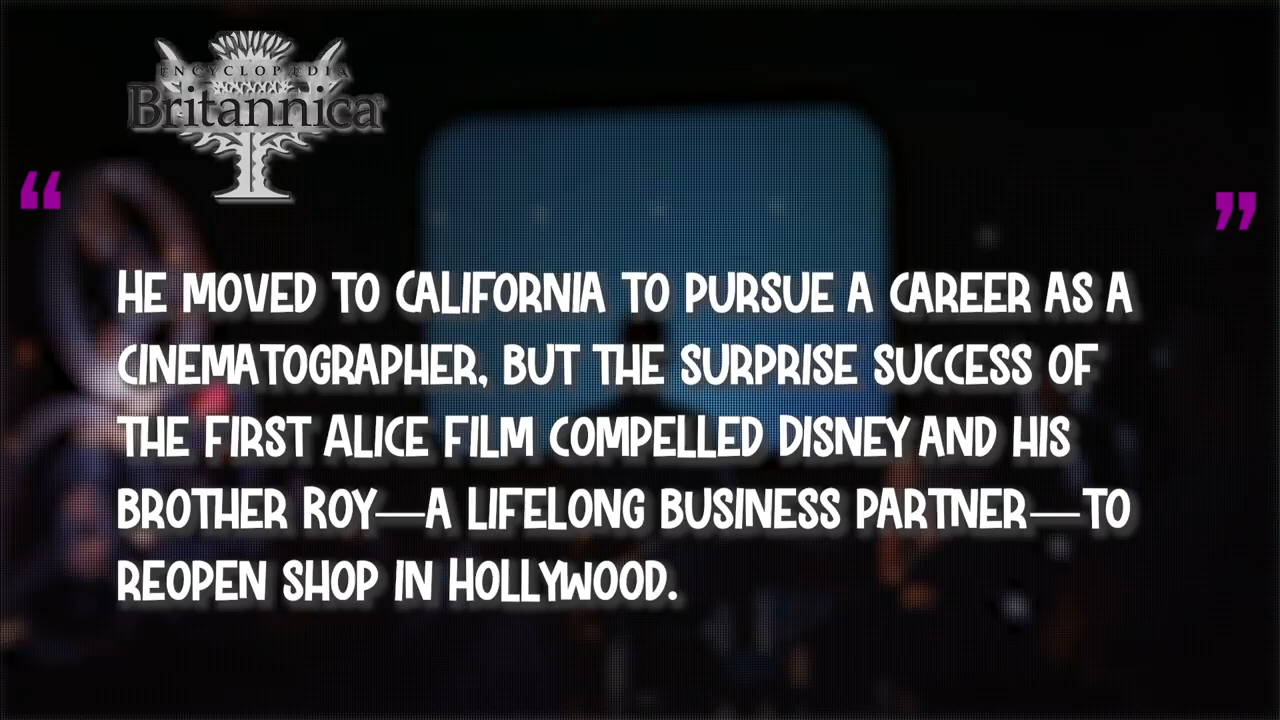 ENCYCLOPÆDIA
Britannica®
“ ”
HE MOVED TO CALIFORNIA TO PURSUE A CAREER AS A
CINEMATOGRAPHER, BUT THE SURPRISE SUCCESS OF
THE FIRST ALICE FILM COMPELLED DISNEY AND HIS
BROTHER ROY—A LIFELONG BUSINESS PARTNER—TO
REOPEN SHOP IN HOLLYWOOD.